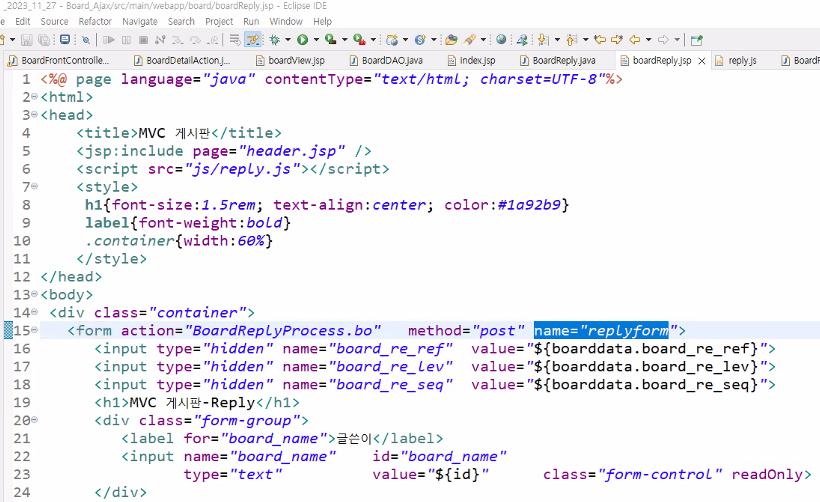 _2023_11_27 - Board_Ajax/src/main/webapp/board/boardReply.jsp - Eclipse IDE
Edit Source Refactor Navigate Search Project Run Window Help
BoardFrontControlle... BoardDetailAction.j... boardView.jsp BoardDAO.java index.jsp BoardReply.java boardReply.jsp reply.js BoardR
1 <%@ page language="java" contentType="text/html; charset=UTF-8"%>
2 <html>
3 <head>
4 <title>MVC 게시판</title>
5 <jsp:include page="header.jsp" />
6 <script src="js/reply.js"></script>
7 <style>
8 h1{font-size:1.5rem; text-align:center; color:#1a92b9}
9 label{font-weight:bold}
10 .container{width:60%}
11 </style>
12 </head>
13 <body>
14 <div class="container">
15 <form action="BoardReplyProcess.bo" method="post" name="replyform">
16 <input type="hidden" name="board_re_ref" value="${boarddata.board_re_ref}">
17 <input type="hidden" name="board_re_lev" value="${boarddata.board_re_lev}">
18 <input type="hidden" name="board_re_seq" value="${boarddata.board_re_seq}">
19 <h1>MVC 게시판-Reply</h1>
20 <div class="form-group">
21 <label for="board_name">글쓴이</label>
22 <input name="board_name" id="board_name"
23 type="text" value="${id}" class="form-control" readOnly>
24 </div>